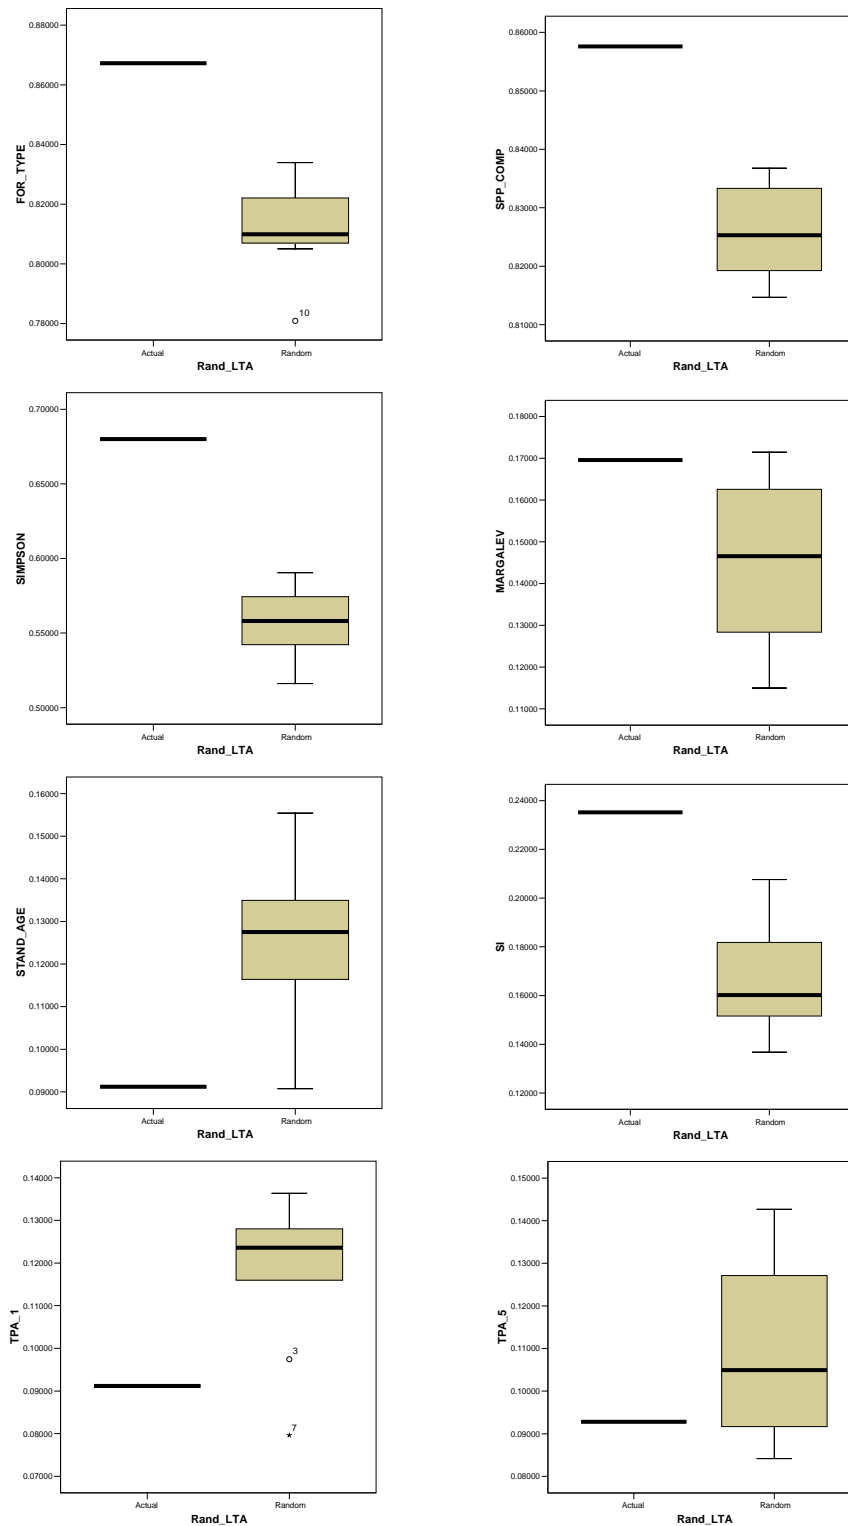 FOR_TYPE
0.88000
0.86000
0.84000
0.82000
0.80000
0.78000
10
Actual
Random
Rand_LTA
SPP_COMP
0.86000
0.85000
0.84000
0.83000
0.82000
0.81000
Actual
Random
Rand_LTA
SIMPSON
0.70000
0.65000
0.60000
0.55000
0.50000
Actual
Random
Rand_LTA
MARGALEV
0.18000
0.17000
0.16000
0.15000
0.14000
0.13000
0.12000
0.11000
Actual
Random
Rand_LTA
STAND_AGE
0.16000
0.15000
0.14000
0.13000
0.12000
0.11000
0.10000
0.09000
Actual
Random
Rand_LTA
SI
0.24000
0.22000
0.20000
0.18000
0.16000
0.14000
0.12000
Actual
Random
Rand_LTA
TPA_1
0.14000
0.13000
0.12000
0.11000
0.10000
0.09000
0.08000
0.07000
3
7
Actual
Random
Rand_LTA
TPA_5
0.15000
0.14000
0.13000
0.12000
0.11000
0.10000
0.09000
0.08000
Actual
Random
Rand_LTA